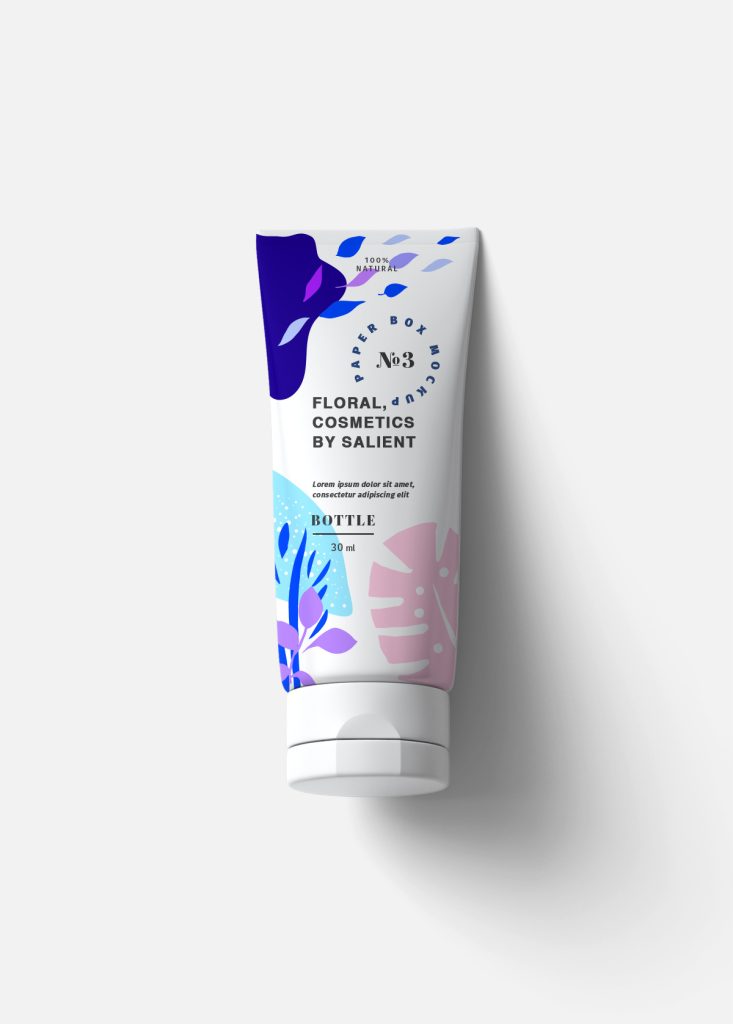 100%
NATURAL
PAPER BOX MOCKUP
№3
FLORAL,
COSMETICS
BY SALIENT
Lorem ipsum dolor sit amet,
consectetur adipiscing elit
BOTTLE
30 ml